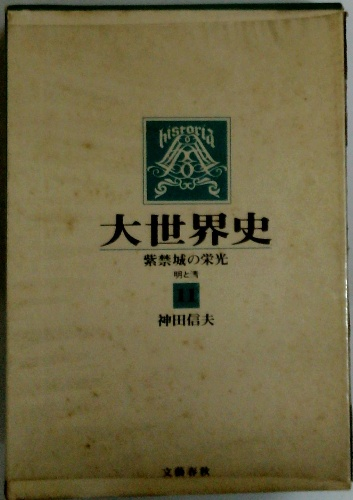 historia
大世界史
紫禁城の栄光
明と清
11
神田信夫
文藝春秋